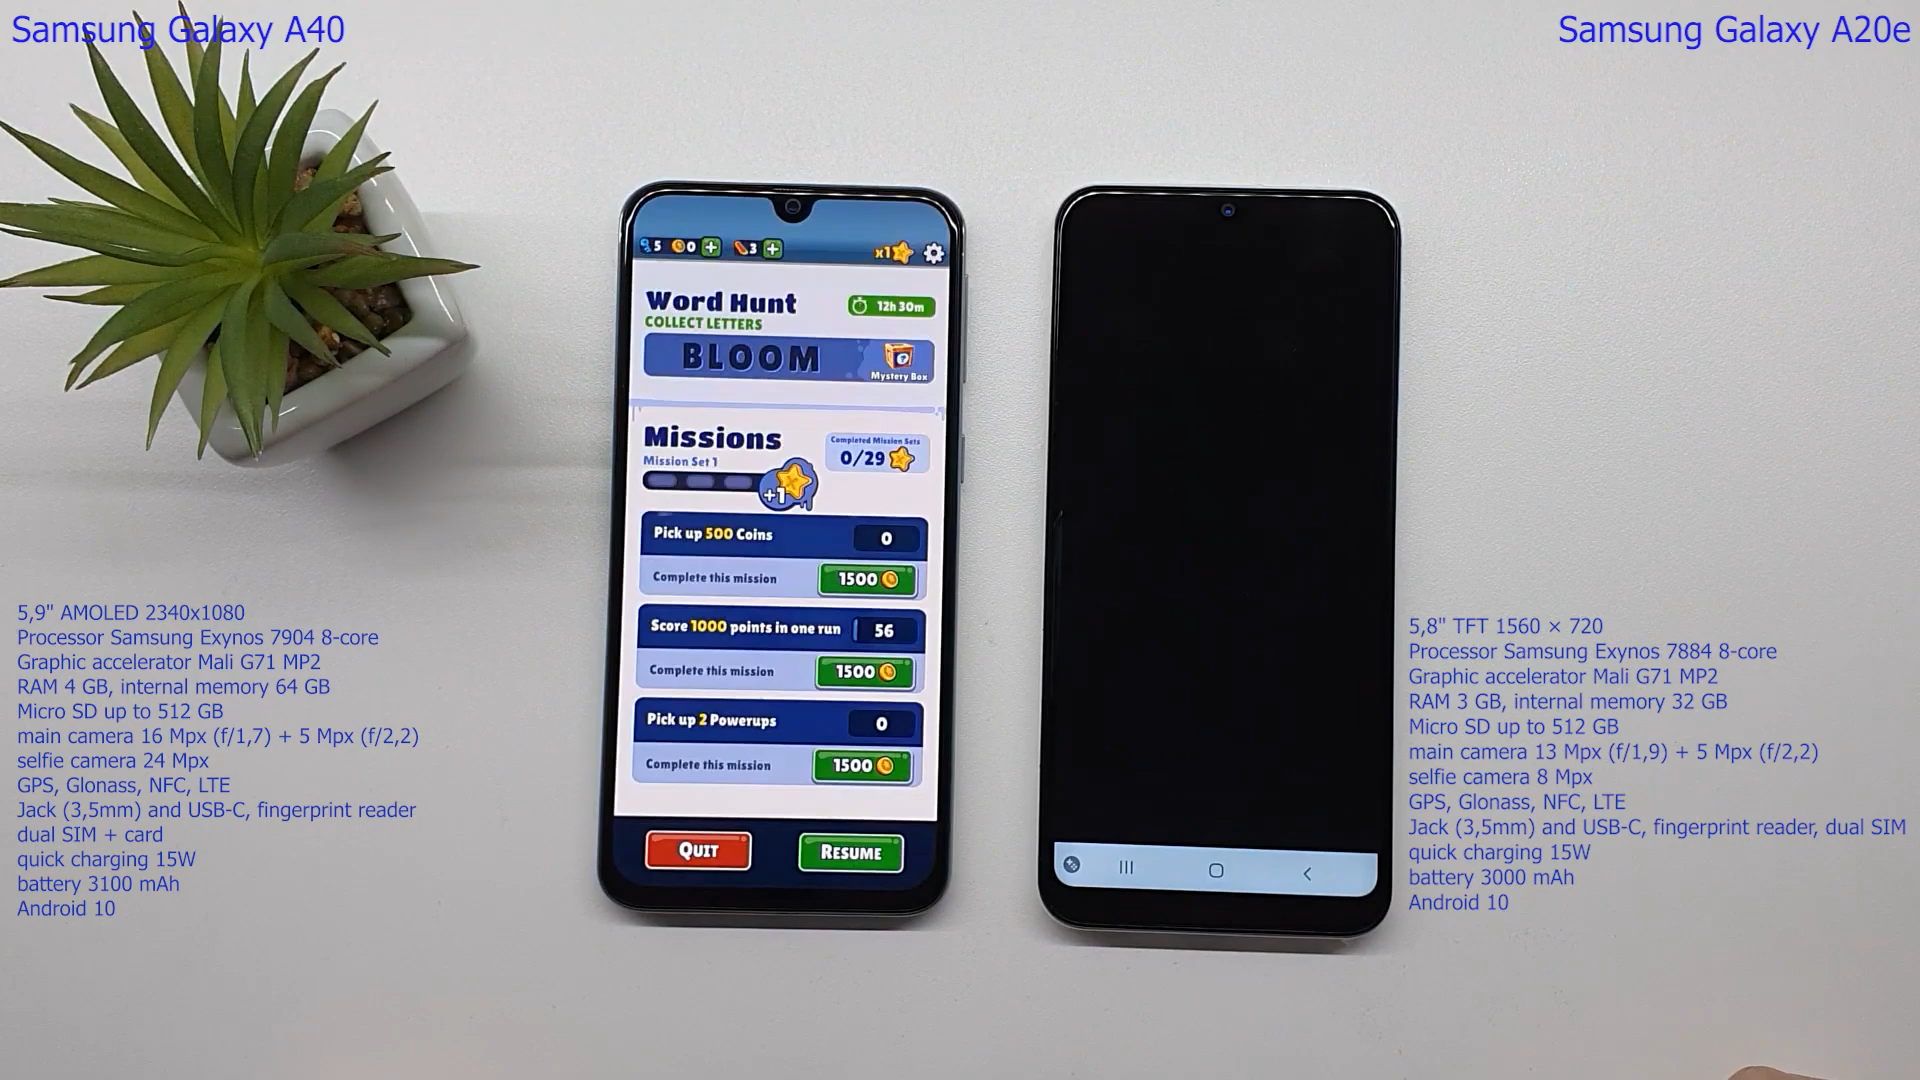 Samsung Galaxy A40
Samsung Galaxy A20e
5 0 + 3 + x1
Word Hunt
12h 30m
COLLECT LETTERS
BLOOM
Mystery Box
Missions
Completed Mission Sets
0/29
Mission Set 1
+1
Pick up 500 Coins 0
Complete this mission 1500
Score 1000 points in one run 56
Complete this mission 1500
Pick up 2 Powerups 0
Complete this mission 1500
QUIT RESUME
5,9" AMOLED 2340x1080
Processor Samsung Exynos 7904 8-core
Graphic accelerator Mali G71 MP2
RAM 4 GB, internal memory 64 GB
Micro SD up to 512 GB
main camera 16 Mpx (f/1,7) + 5 Mpx (f/2,2)
selfie camera 24 Mpx
GPS, Glonass, NFC, LTE
Jack (3,5mm) and USB-C, fingerprint reader
dual SIM + card
quick charging 15W
battery 3100 mAh
Android 10
5,8" TFT 1560 × 720
Processor Samsung Exynos 7884 8-core
Graphic accelerator Mali G71 MP2
RAM 3 GB, internal memory 32 GB
Micro SD up to 512 GB
main camera 13 Mpx (f/1,9) + 5 Mpx (f/2,2)
selfie camera 8 Mpx
GPS, Glonass, NFC, LTE
Jack (3,5mm) and USB-C, fingerprint reader, dual SIM
quick charging 15W
battery 3000 mAh
Android 10